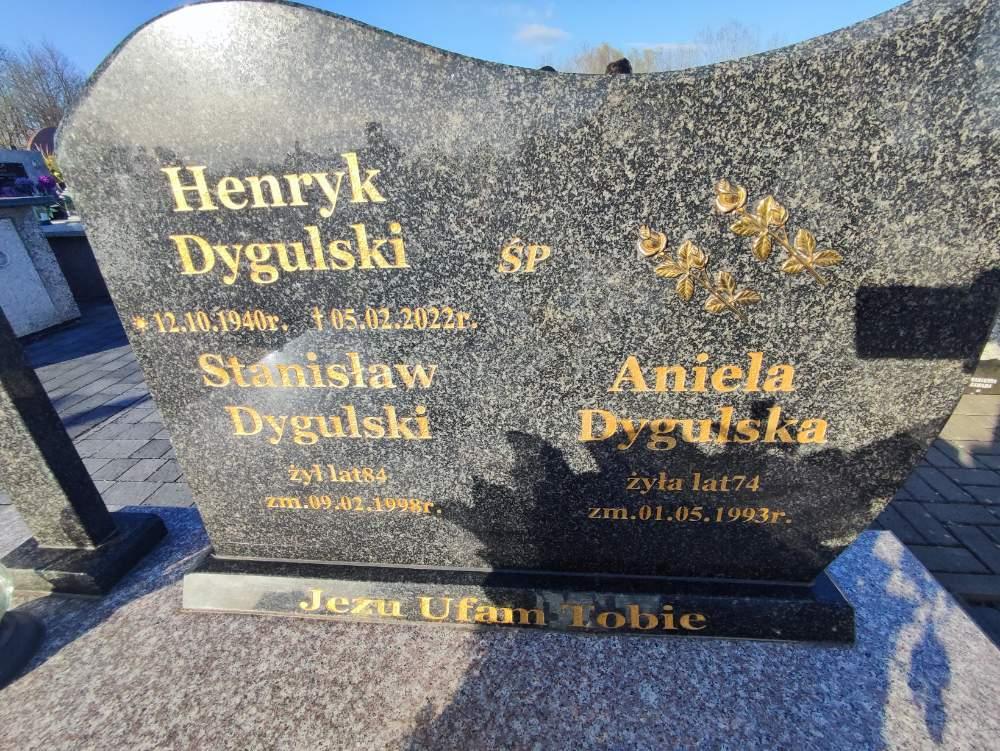 Henryk
Dygulski
ŚP
* 12.10.1940r. † 05.02.2022r.
Stanisław
Dygulski
żył lat84
zm.09.02.1998r.
Aniela
Dygulska
żyła lat74
zm.01.05.1993r.
Jezu Ufam Tobie